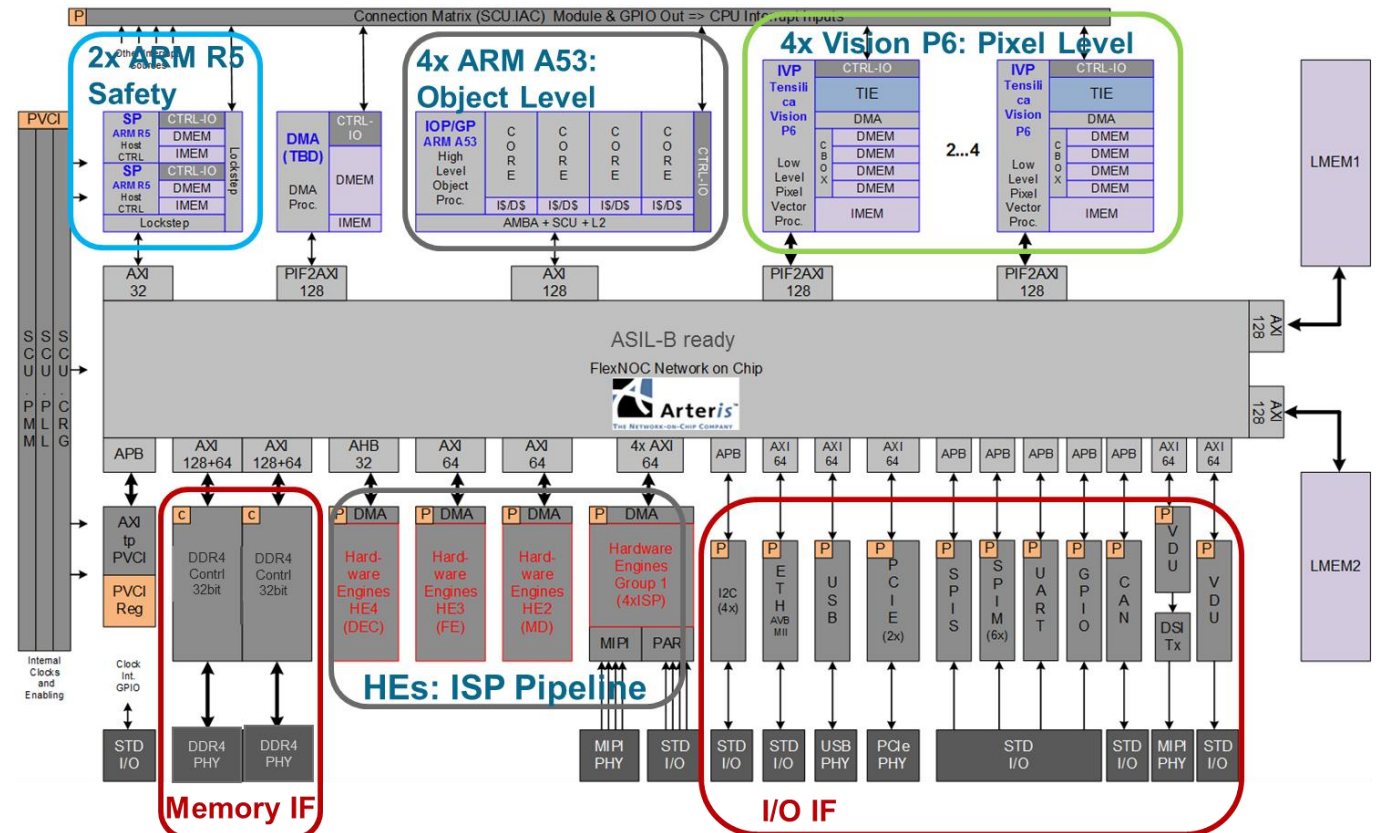 P
Connection Matrix (SCU.IAC) Module & GPIO Out => CPU Interrupt Inputs
Other Interrupt
Sources
2x ARM R5
Safety
4x ARM A53:
Object Level
4x Vision P6: Pixel Level
PVCI
SP
ARM R5
Host
CTRL
CTRL-IO
DMEM
IMEM
SP
ARM R5
Host
CTRL
CTRL-IO
DMEM
IMEM
Lockstep
Lockstep
DMA
(TBD)
DMA
Proc.
CTRL-
IO
DMEM
IMEM
IOP/GP
ARM A53
High
Level
Object
Proc.
CORE
CORE
CORE
CORE
I$/D$
I$/D$
I$/D$
I$/D$
CTRL-IO
AMBA + SCU + L2
IVP
Tensili
ca
Vision
P6
Low
Level
Pixel
Vector
Proc.
CTRL-IO
TIE
DMA
CBOX
DMEM
DMEM
DMEM
DMEM
IMEM
2...4
IVP
Tensili
ca
Vision
P6
Low
Level
Pixel
Vector
Proc.
CTRL-IO
TIE
DMA
CBOX
DMEM
DMEM
DMEM
DMEM
IMEM
LMEM1
AXI
32
PIF2AXI
128
AXI
128
PIF2AXI
128
PIF2AXI
128
SCU.PMM
SCU.PLL
SCU.CRG
ASIL-B ready
FlexNOC Network on Chip
Arteris™
THE NETWORK-ON-CHIP COMPANY
AXI
128
AXI
128
APB
AXI
128+64
AXI
128+64
AHB
32
AXI
64
AXI
64
4x AXI
64
APB
AXI
64
AXI
64
AXI
64
APB
APB
APB
APB
APB
AXI
64
AXI
64
AXI
tp
PVCI
PVCI
Reg
C
DDR4
Contrl
32bit
C
DDR4
Contrl
32bit
P DMA
Hard-
ware
Engines
HE4
(DEC)
P DMA
Hard-
ware
Engines
HE3
(FE)
P DMA
Hard-
ware
Engines
HE2
(MD)
P DMA
Hardware
Engines
Group 1
(4xISP)
MIPI
PAR
P
I2C
(4x)
P
ETH
AVB
MII
P
USB
P
PCIE
(2x)
P
SPIS
P
SPIM
(6x)
P
UART
P
GPIO
P
CAN
P
VDU
DSI
Tx
P
VDU
LMEM2
Internal
Clocks
and
Enabling
Clock
Int.
GPIO
HEs: ISP Pipeline
STD
I/O
DDR4
PHY
DDR4
PHY
MIPI
PHY
STD
I/O
STD
I/O
STD
I/O
USB
PHY
PCIe
PHY
STD
I/O
STD
I/O
MIPI
PHY
STD
I/O
Memory IF
I/O IF